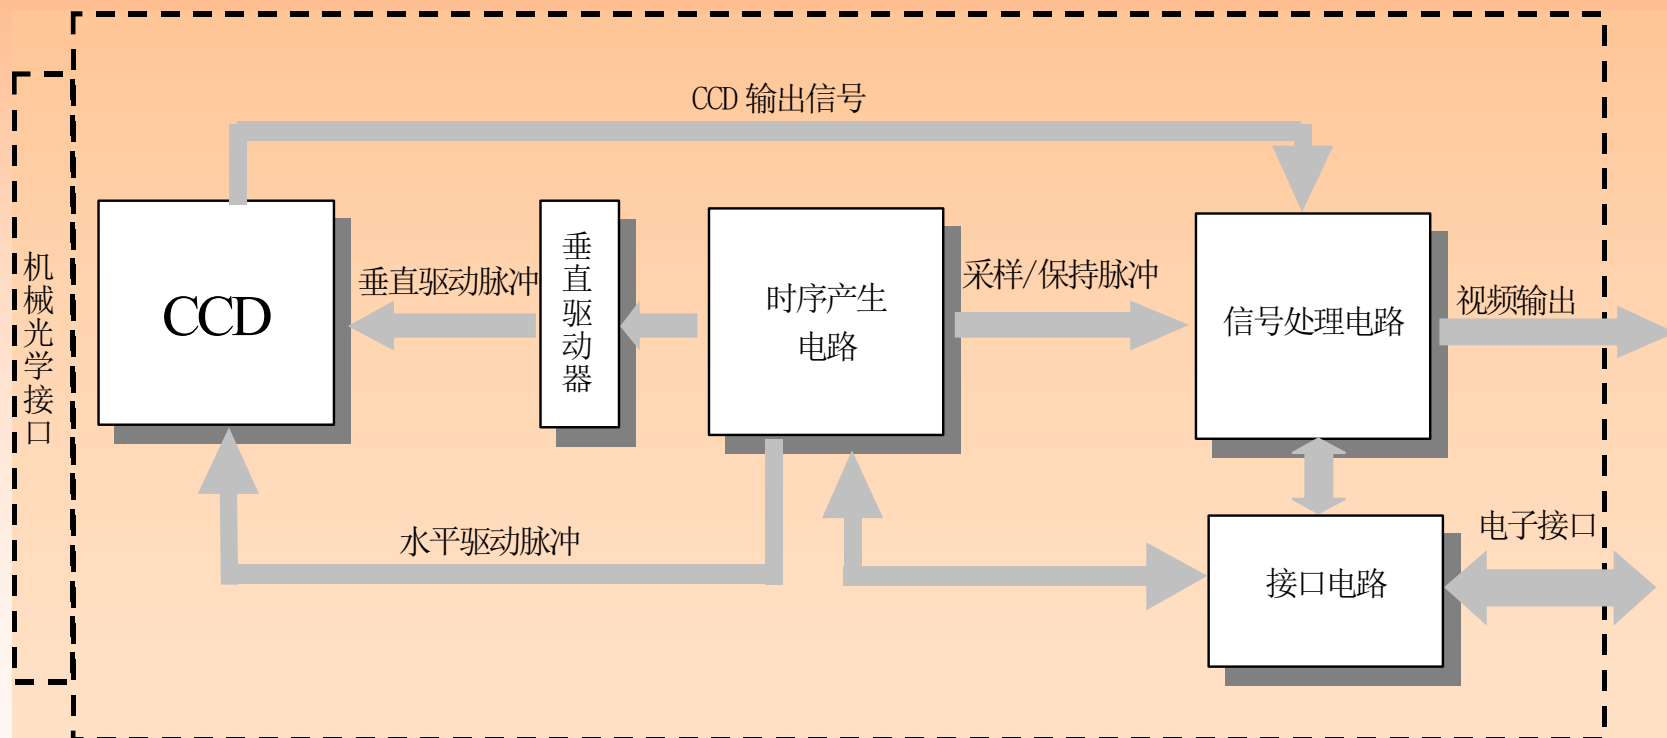 CCD 输出信号
机械光学接口
CCD
垂直驱动脉冲
垂直驱动器
时序产生
电路
采样/保持脉冲
信号处理电路
视频输出
水平驱动脉冲
接口电路
电子接口